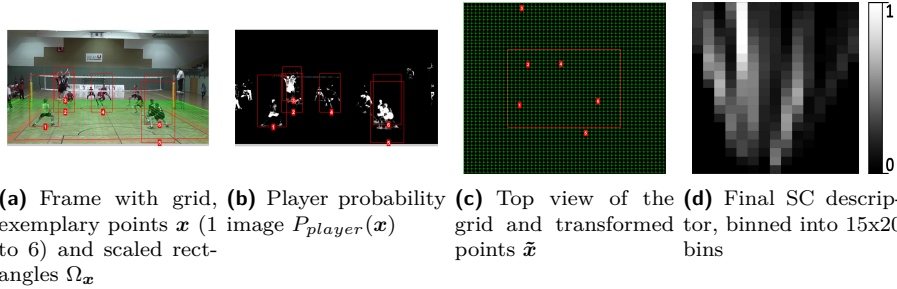 1
0
(a) Frame with grid,
exemplary points x (1
to 6) and scaled rect-
angles Ωx
(b) Player probability
image Pplayer(x)
(c) Top view of the
grid and transformed
points x̃
(d) Final SC descrip-
tor, binned into 15x20
bins